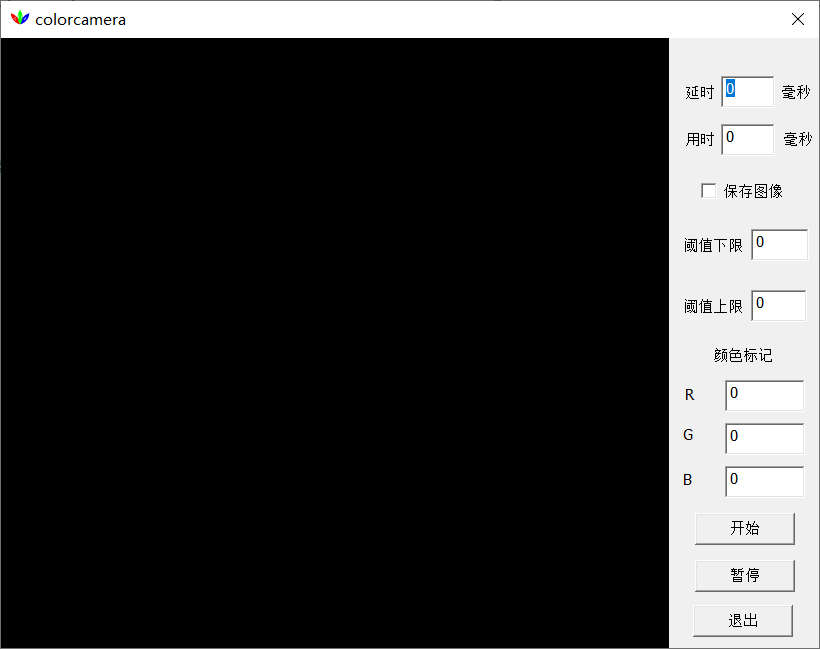 colorcamera
延时 0 毫秒
用时 0 毫秒
保存图像
阈值下限 0
阈值上限 0
颜色标记
R 0
G 0
B 0
开始
暂停
退出